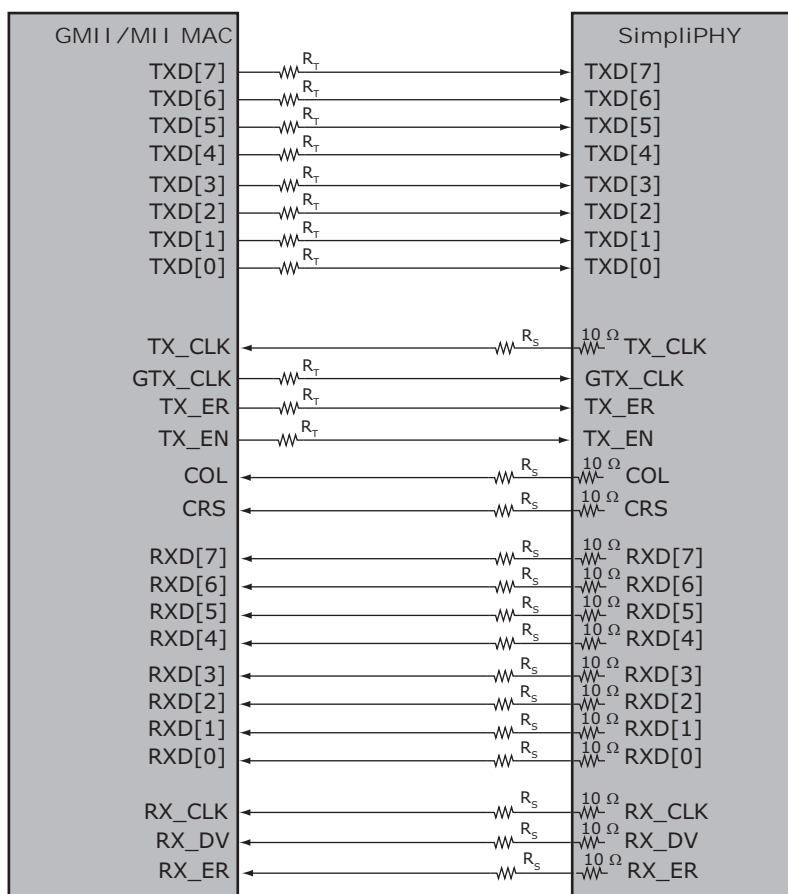 GMII/MII MAC SimpliPHY
TXD[7] R_T TXD[7]
TXD[6] R_T TXD[6]
TXD[5] R_T TXD[5]
TXD[4] R_T TXD[4]
TXD[3] R_T TXD[3]
TXD[2] R_T TXD[2]
TXD[1] R_T TXD[1]
TXD[0] R_T TXD[0]
TX_CLK R_S 10 Ω TX_CLK
GTX_CLK R_T GTX_CLK
TX_ER R_T TX_ER
TX_EN R_T TX_EN
COL R_S 10 Ω COL
CRS R_S 10 Ω CRS
RXD[7] R_S 10 Ω RXD[7]
RXD[6] R_S 10 Ω RXD[6]
RXD[5] R_S 10 Ω RXD[5]
RXD[4] R_S 10 Ω RXD[4]
RXD[3] R_S 10 Ω RXD[3]
RXD[2] R_S 10 Ω RXD[2]
RXD[1] R_S 10 Ω RXD[1]
RXD[0] R_S 10 Ω RXD[0]
RX_CLK R_S 10 Ω RX_CLK
RX_DV R_S 10 Ω RX_DV
RX_ER R_S 10 Ω RX_ER